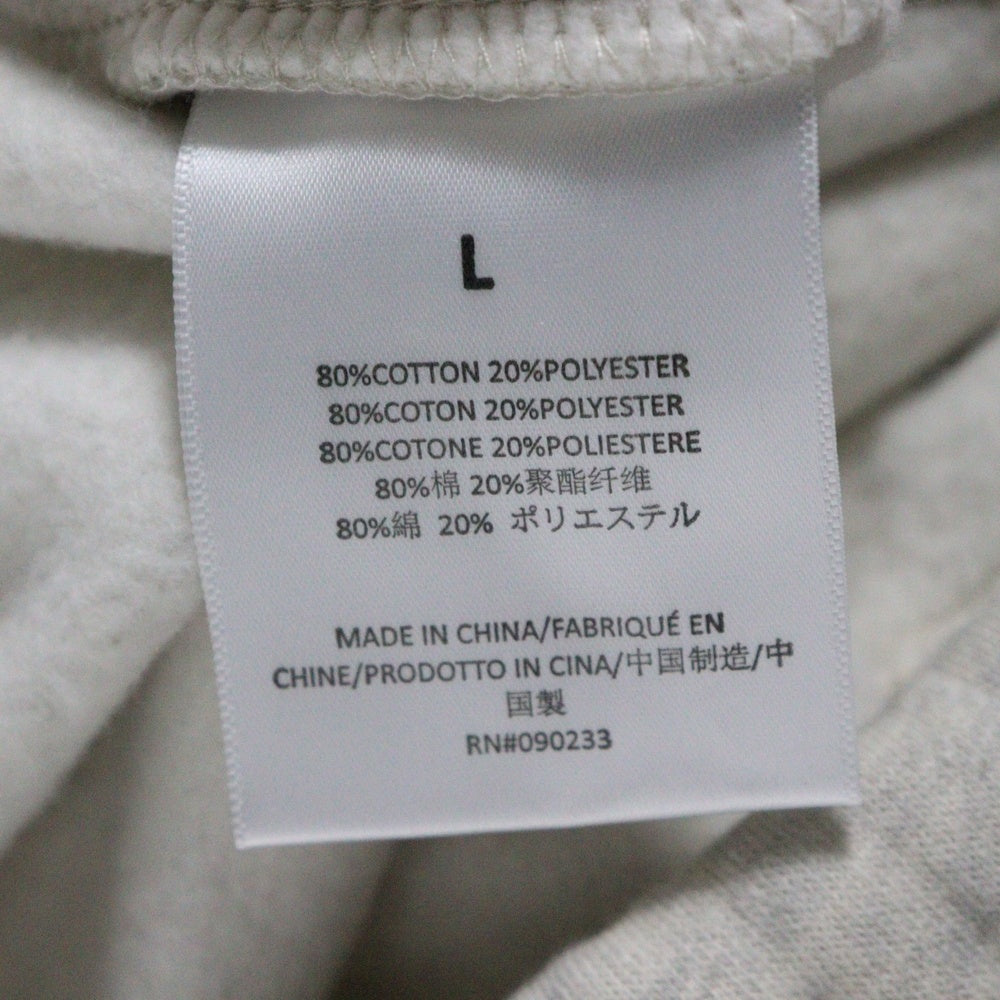 L
80%COTTON 20%POLYESTER
80%COTON 20%POLYESTER
80%COTONE 20%POLIESTERE
80%棉 20%聚酯纤维
80%綿 20% ポリエステル
MADE IN CHINA/FABRIQUÉ EN
CHINE/PRODOTTO IN CINA/中国制造/中
国製
RN#090233